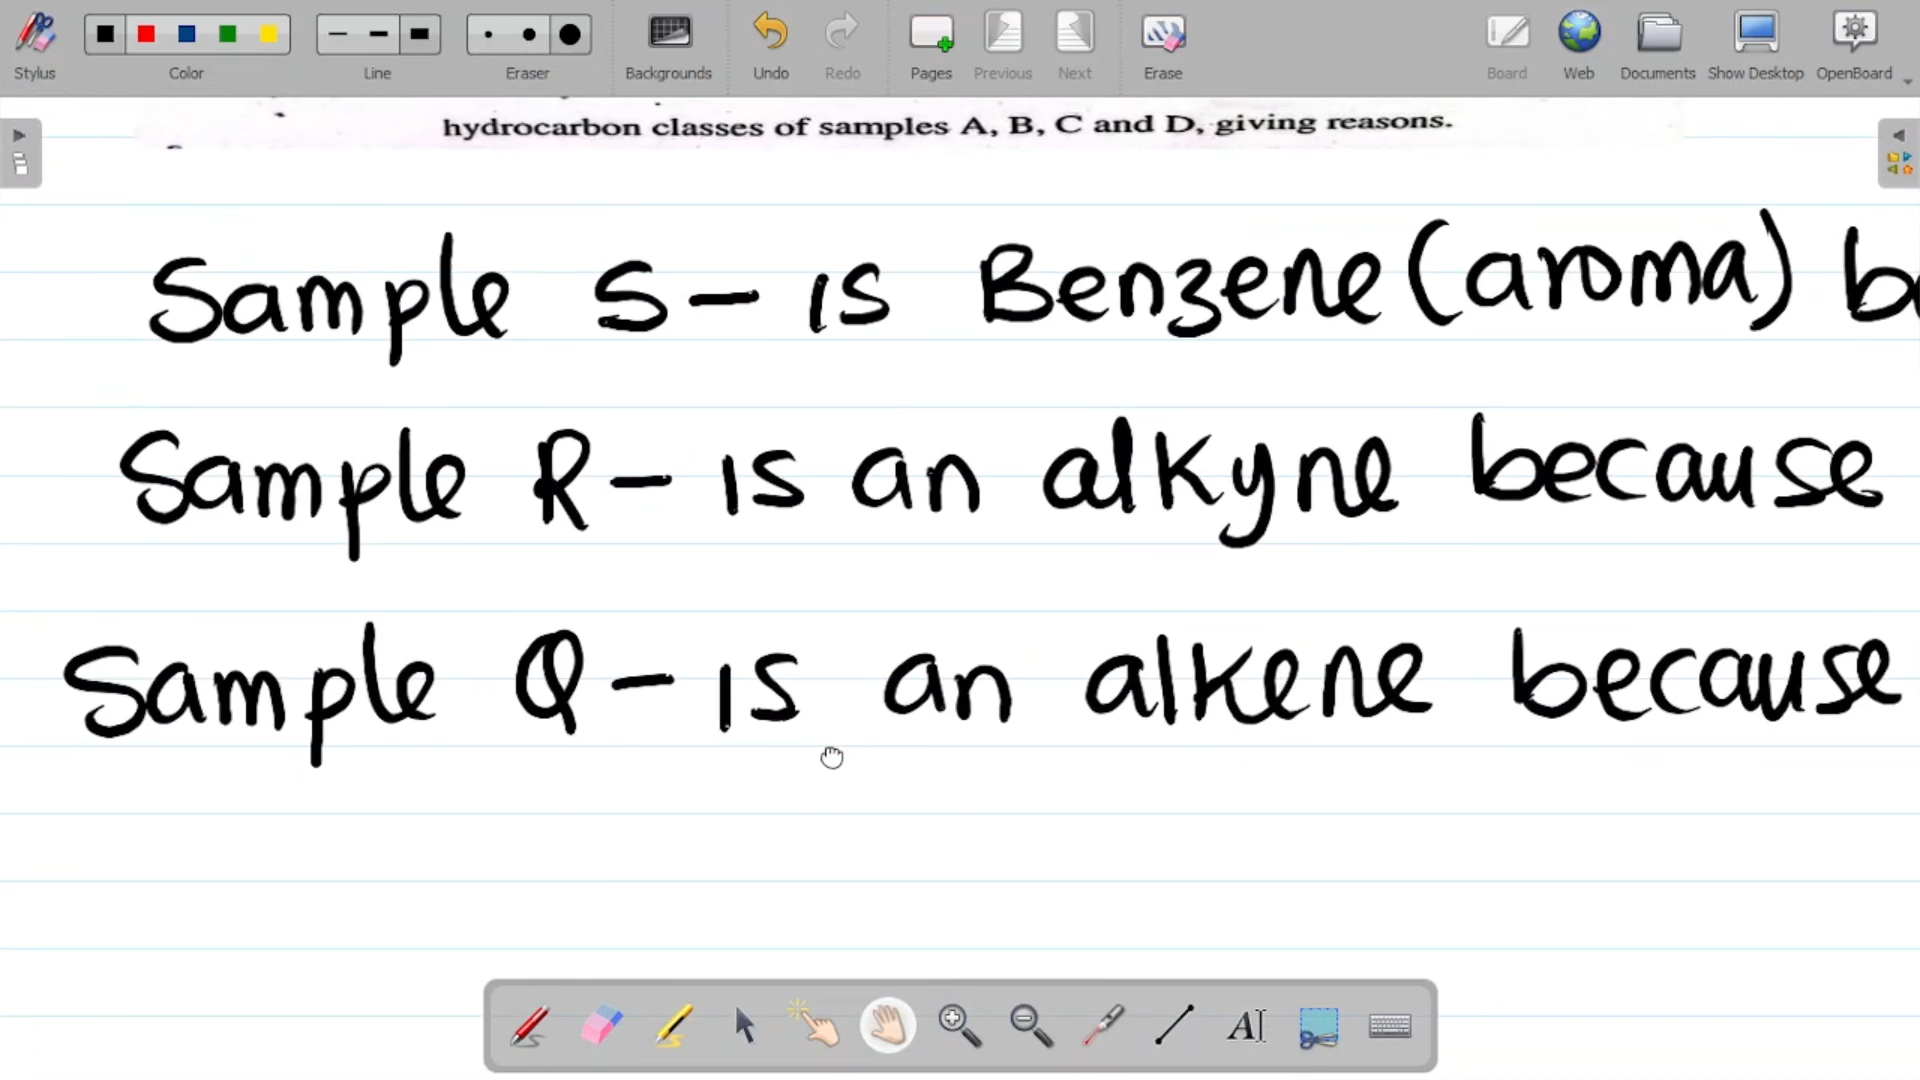 Stylus Color Line Eraser Backgrounds Undo Redo Pages Previous Next Erase Board Web Documents Show Desktop OpenBoard
hydrocarbon classes of samples A, B, C and D, giving reasons.
Sample S - is Benzene (aroma)
Sample R - is an alkyne because
Sample Q - is an alkene because